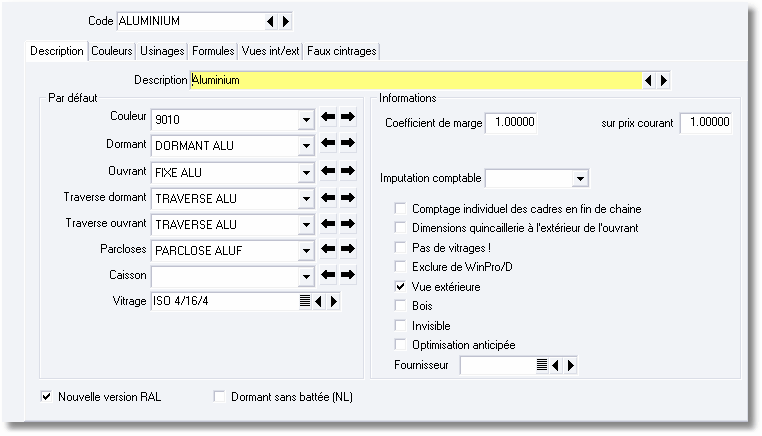 Code ALUMINIUM
Description Couleurs Usinages Formules Vues int/ext Faux cintrages
Description Aluminium
Par défaut
Couleur 9010
Dormant DORMANT ALU
Ouvrant FIXE ALU
Traverse dormant TRAVERSE ALU
Traverse ouvrant TRAVERSE ALU
Parcloses PARCLOSE ALUF
Caisson
Vitrage ISO 4/16/4
Informations
Coefficient de marge 1.00000 sur prix courant 1.00000
Imputation comptable
Comptage individuel des cadres en fin de chaine
Dimensions quincaillerie à l'extérieur de l'ouvrant
Pas de vitrages !
Exclure de WinPro/D
Vue extérieure
Bois
Invisible
Optimisation anticipée
Fournisseur
Nouvelle version RAL Dormant sans battée (NL)